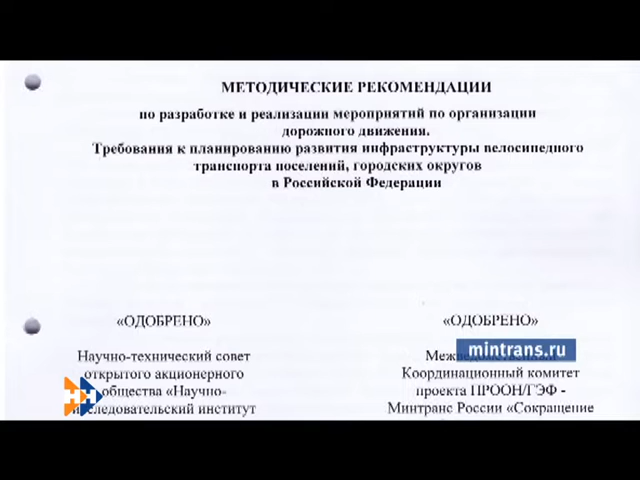 МЕТОДИЧЕСКИЕ РЕКОМЕНДАЦИИ
по разработке и реализации мероприятий по организации
дорожного движения.
Требования к планированию развития инфраструктуры велосипедного
транспорта поселений, городских округов
в Российской Федерации
«ОДОБРЕНО»
Научно-технический совет
открытого акционерного
общества «Научно-
исследовательский институт
«ОДОБРЕНО»
mintrans.ru
Координационный комитет
проекта ПРООН/ГЭФ -
Минтранс России «Сокращение
НН